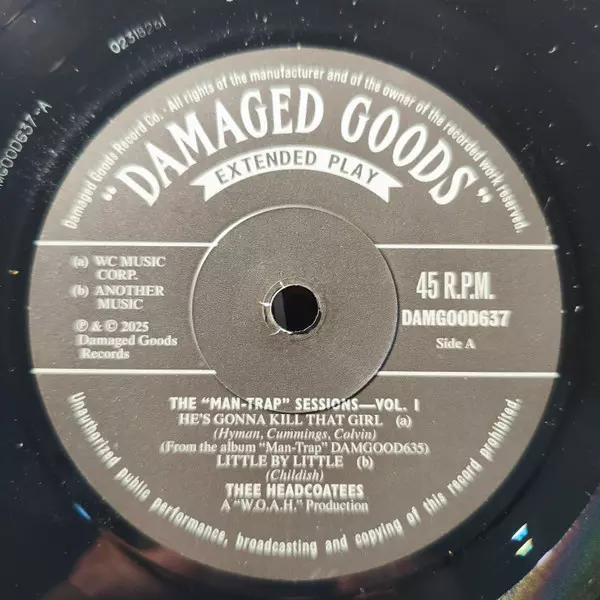 02318261
AMGOOD637-A
Damaged Goods Record Co. · All rights of the manufacturer and of the owner of the recorded work reserved.
"DAMAGED GOODS"
EXTENDED PLAY
(a) WC MUSIC
CORP.
(b) ANOTHER
MUSIC
℗ & © 2025
Damaged Goods
Records
45 R.P.M.
DAMGOOD637
Side A
THE "MAN-TRAP" SESSIONS—VOL. I
HE'S GONNA KILL THAT GIRL (a)
(Hyman, Cummings, Colvin)
(From the album "Man-Trap" DAMGOOD635)
LITTLE BY LITTLE (b)
(Childish)
THEE HEADCOATEES
A "W.O.A.H." Production
Unauthorized public performance, broadcasting and copying of this record prohibited.